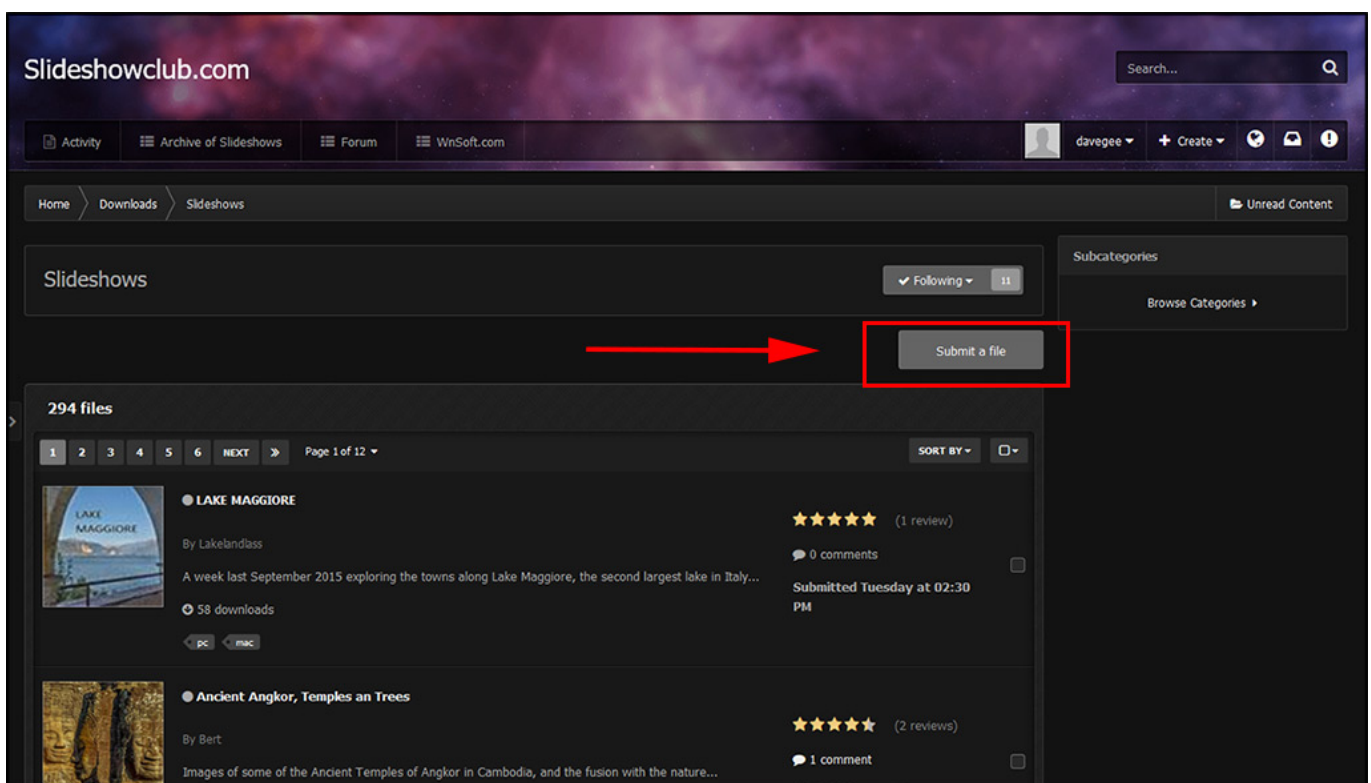 Slideshowclub.com
Search...
Activity
Archive of Slideshows
Forum
WnSoft.com
davegee
+ Create
Home
Downloads
Slideshows
Unread Content
Slideshows
Following 11
Subcategories
Browse Categories
Submit a file
294 files
1 2 3 4 5 6 NEXT » Page 1 of 12
SORT BY
LAKE MAGGIORE
LAKE MAGGIORE
By Lakelandlass
A week last September 2015 exploring the towns along Lake Maggiore, the second largest lake in Italy...
58 downloads
pc mac
(1 review)
0 comments
Submitted Tuesday at 02:30
PM
Ancient Angkor, Temples an Trees
By Bert
Images of some of the Ancient Temples of Angkor in Cambodia, and the fusion with the nature...
(2 reviews)
1 comment